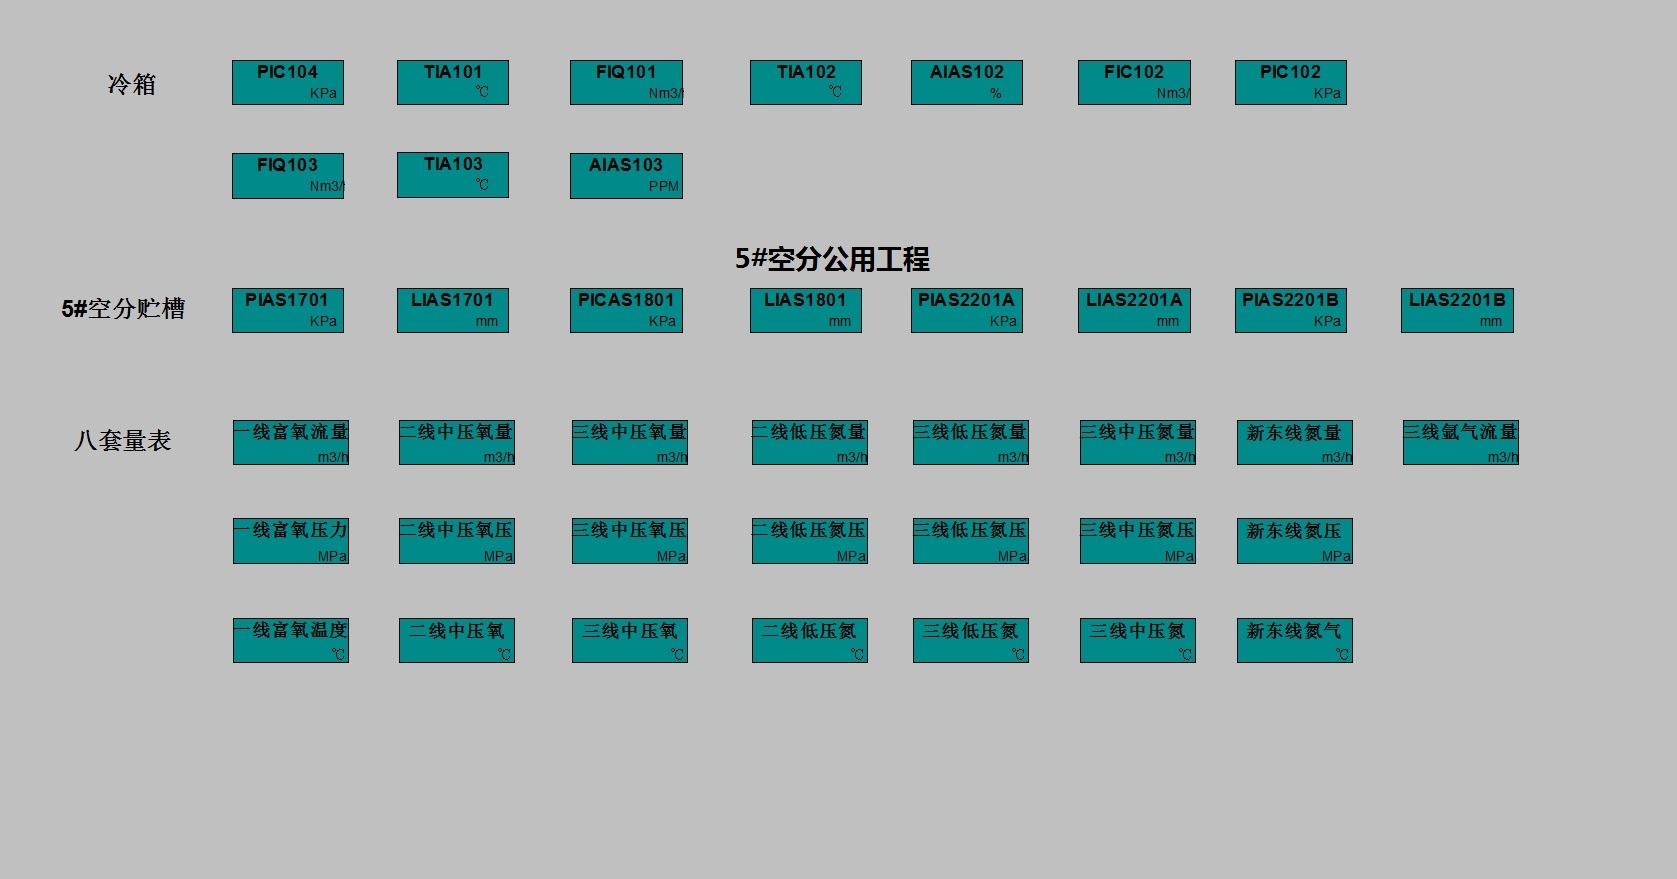 冷箱
PIC104 TIA101 FIQ101 TIA102 AIAS102 FIC102 PIC102
KPa ℃ Nm3/ ℃ % Nm3/ KPa
FIQ103 TIA103 AIAS103
Nm3/ ℃ PPM
5#空分公用工程
5#空分贮槽
PIAS1701 LIAS1701 PICAS1801 LIAS1801 PIAS2201A LIAS2201A PIAS2201B LIAS2201B
KPa mm KPa mm KPa mm KPa mm
八套量表
一线富氧流量 二线中压氧量 三线中压氧量 二线低压氮量 三线低压氮量 三线中压氮量 新东线氮量 三线氩气流量
m3/h m3/h m3/h m3/h m3/h m3/h m3/h m3/h
一线富氧压力 二线中压氧压 三线中压氧压 二线低压氮压 三线低压氮压 三线中压氮压 新东线氮压
MPa MPa MPa MPa MPa MPa MPa
一线富氧温度 二线中压氧 三线中压氧 二线低压氮 三线低压氮 三线中压氮 新东线氮气
℃ ℃ ℃ ℃ ℃ ℃ ℃